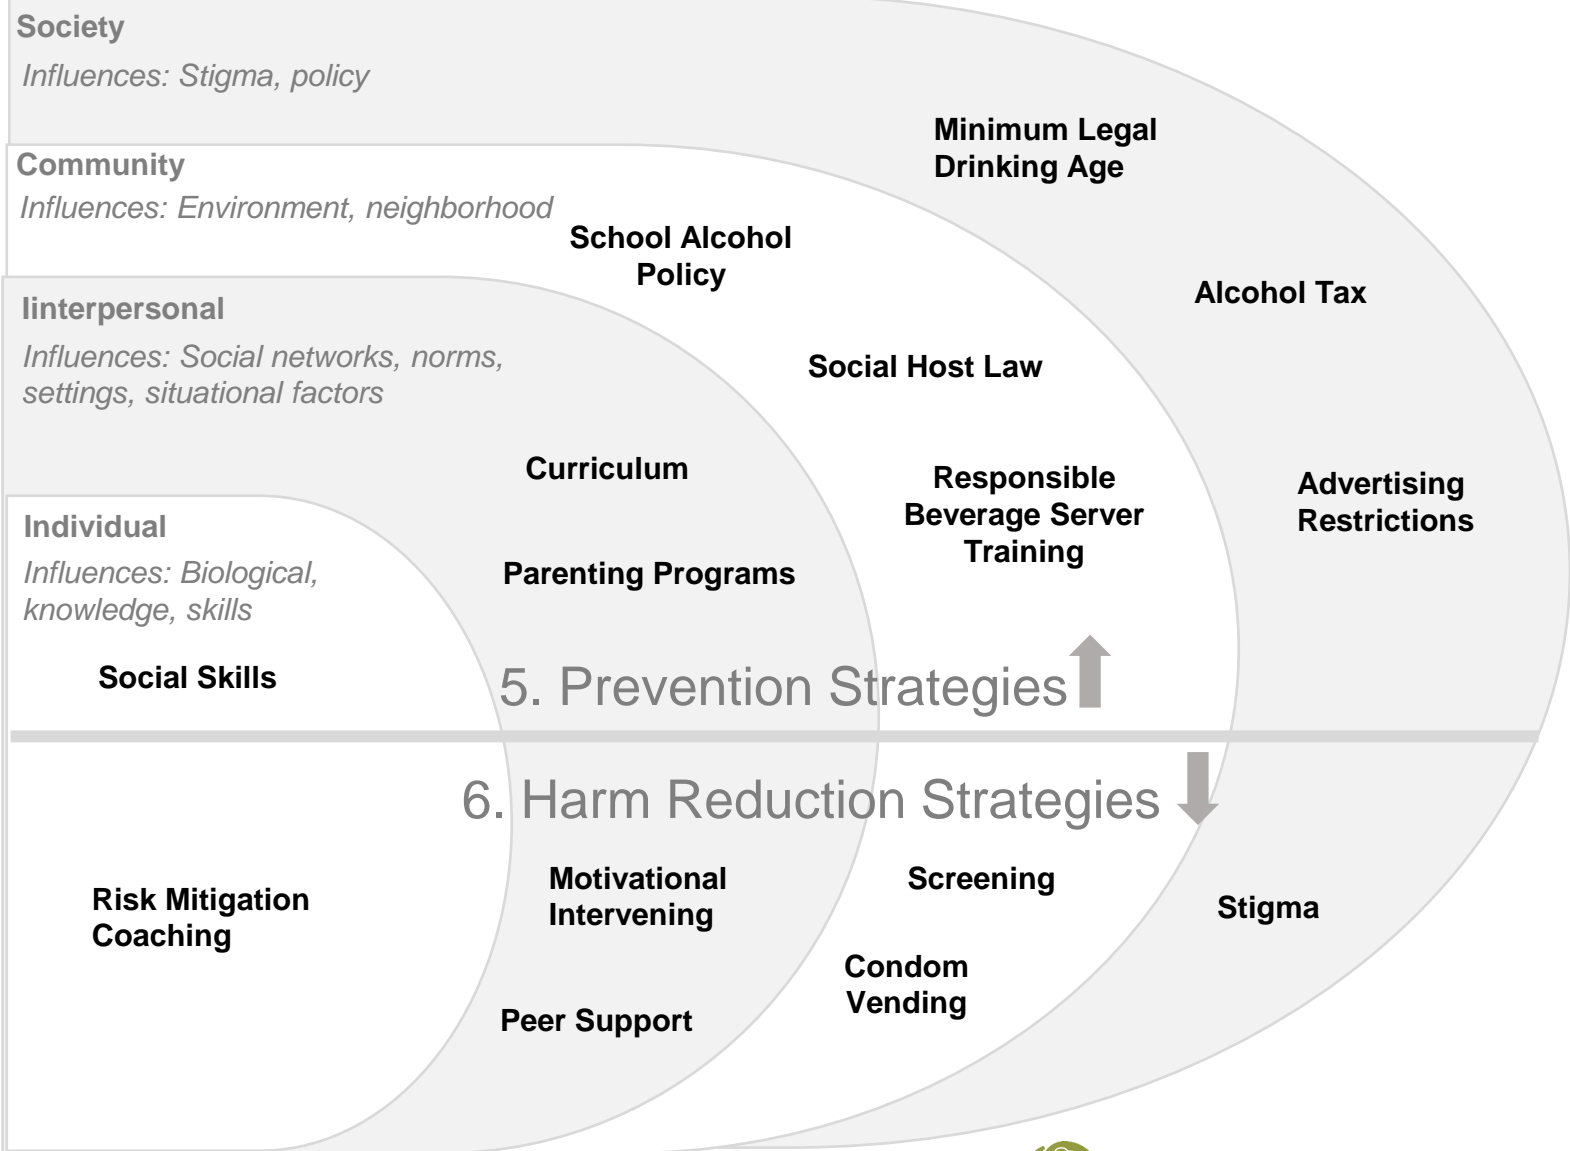 Society
Influences: Stigma, policy
Minimum Legal
Drinking Age
Community
Influences: Environment, neighborhood
School Alcohol
Policy
Alcohol Tax
Iinterpersonal
Influences: Social networks, norms,
settings, situational factors
Social Host Law
Curriculum
Responsible
Beverage Server
Training
Advertising
Restrictions
Individual
Influences: Biological,
knowledge, skills
Parenting Programs
Social Skills
5. Prevention Strategies
6. Harm Reduction Strategies
Risk Mitigation
Coaching
Motivational
Intervening
Screening
Stigma
Condom
Vending
Peer Support